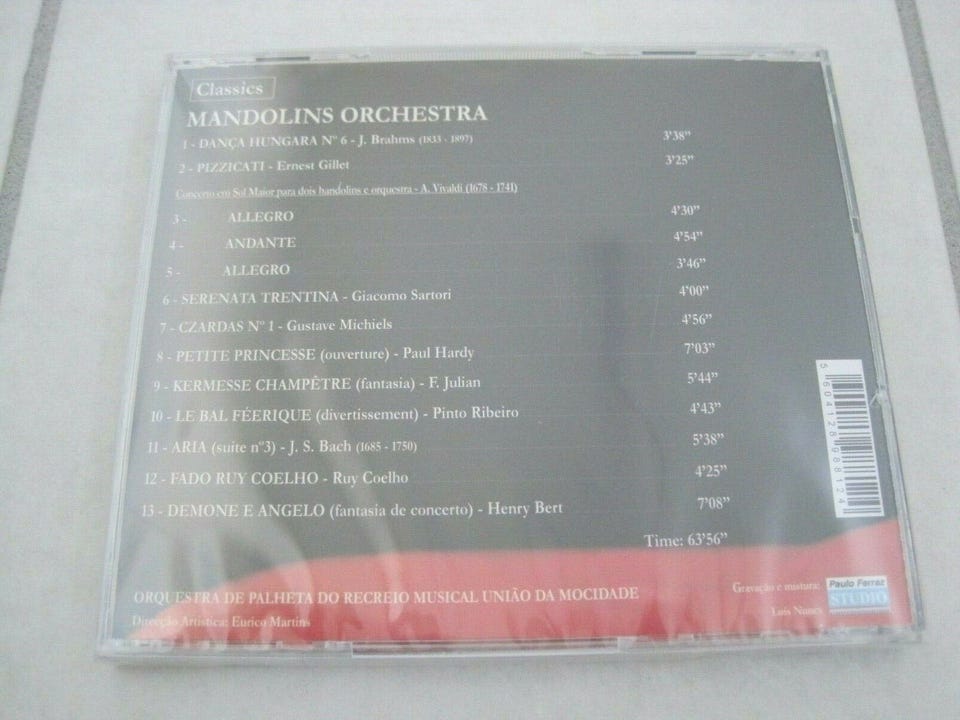 Classics
MANDOLINS ORCHESTRA
1 - DANÇA HUNGARA Nº 6 - J. Brahms (1833 - 1897) 3'38”
2 - PIZZICATI - Ernest Gillet 3'25”
Concerto em Sol Maior para dois bandolins e orquestra - A. Vivaldi (1678 - 1741)
3 - ALLEGRO 4'30”
4 - ANDANTE 4'54”
5 - ALLEGRO 3'46”
6 - SERENATA TRENTINA - Giacomo Sartori 4'00”
7 - CZARDAS Nº 1 - Gustave Michiels 4'56”
8 - PETITE PRINCESSE (ouverture) - Paul Hardy 7'03”
9 - KERMESSE CHAMPÊTRE (fantasia) - F. Julian 5'44”
10 - LE BAL FÉERIQUE (divertissement) - Pinto Ribeiro 4'43”
11 - ARIA (suite nº3) - J. S. Bach (1685 - 1750) 5'38”
12 - FADO RUY COELHO - Ruy Coelho 4'25”
13 - DEMONE E ANGELO (fantasia de concerto) - Henry Bert 7'08”
Time: 63'56”
ORQUESTRA DE PALHETA DO RECREIO MUSICAL UNIÃO DA MOCIDADE
Direcção Artística: Eurico Martins
Gravação e mistura:
Luis Nunes
Paulo Ferraz
STUDIO
5604128988124